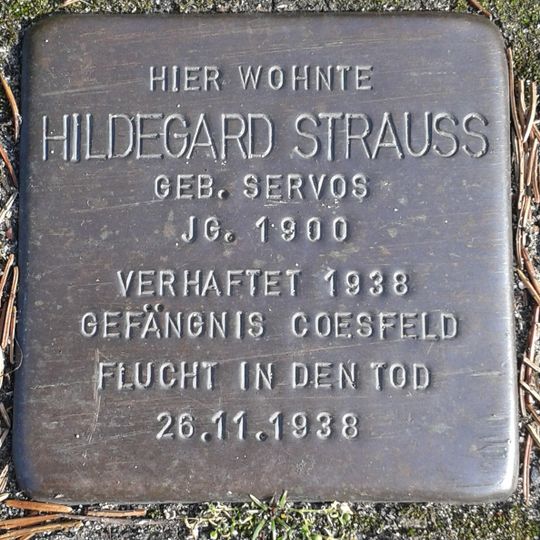 HIER WOHNTE
HILDEGARD STRAUSS
GEB. SERVOS
JG. 1900
VERHAFTET 1938
GEFÄNGNIS COESFELD
FLUCHT IN DEN TOD
26.11.1938